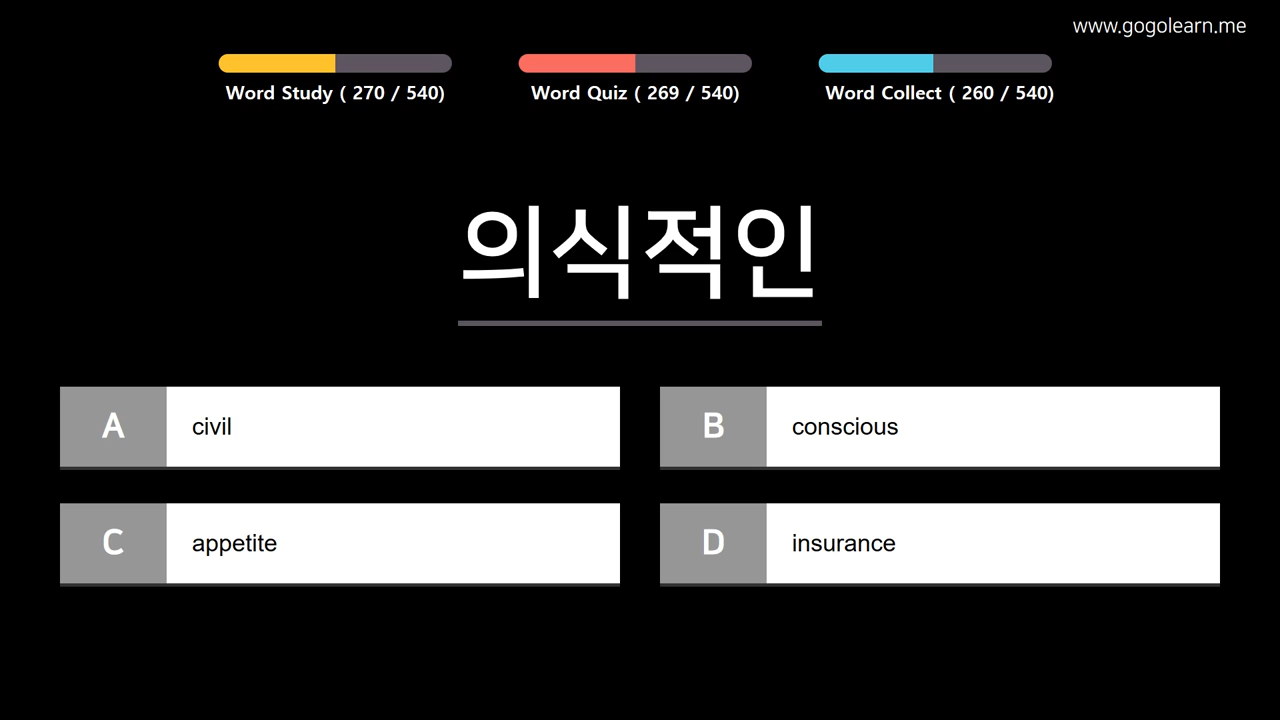 www.gogolearn.me
Word Study ( 270 / 540)
Word Quiz ( 269 / 540)
Word Collect ( 260 / 540)
의식적인
A civil
B conscious
C appetite
D insurance